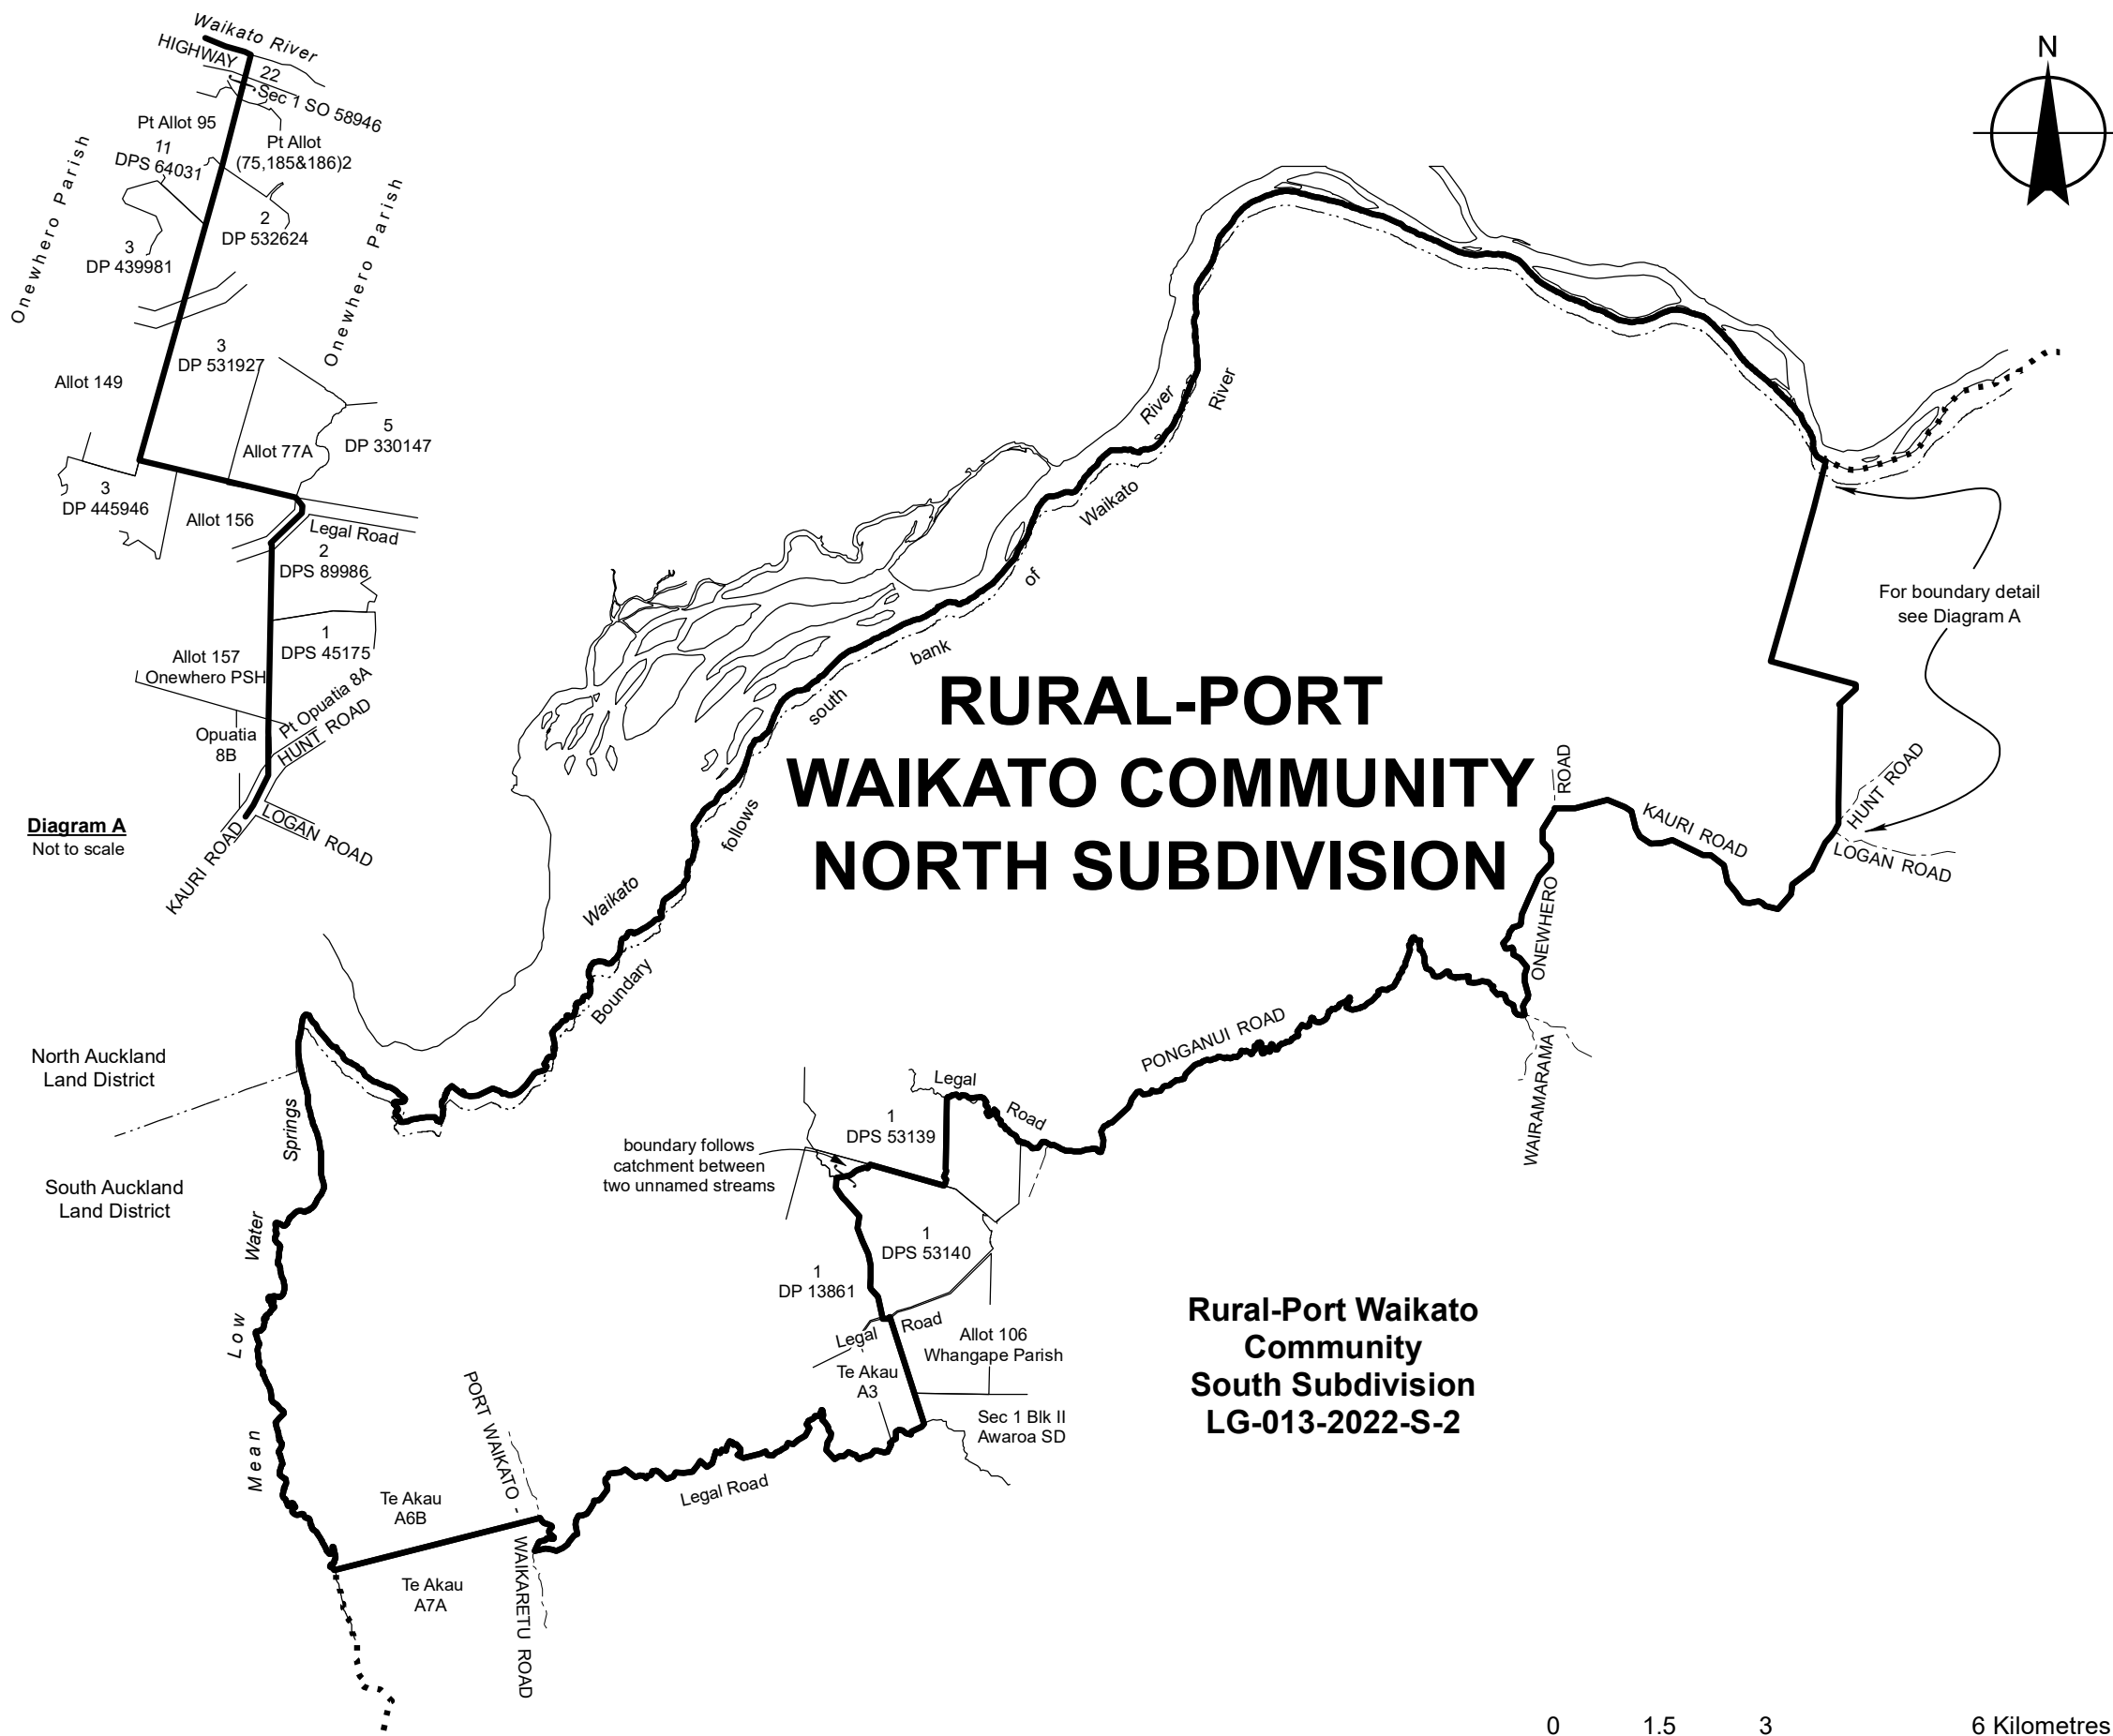 Waikato River
HIGHWAY 22
Sec 1 SO 58946
Pt Allot 95
Pt Allot
(75,185&186)2
11
DPS 64031
Onewhero Parish
Onewhero Parish
2
DP 532624
3
DP 439981
3
DP 531927
Allot 149
5
DP 330147
Allot 77A
3
DP 445946
Allot 156
Legal Road
2
DPS 89986
1
DPS 45175
Allot 157
Onewhero PSH
Pt Opuatia 8A
HUNT ROAD
Opuatia
8B
LOGAN ROAD
KAURI ROAD
Diagram A
Not to scale
N
For boundary detail
see Diagram A
Waikato River
Boundary follows south bank of Waikato River
RURAL-PORT
WAIKATO COMMUNITY
NORTH SUBDIVISION
ONEWHERO ROAD
KAURI ROAD
HUNT ROAD
LOGAN ROAD
PONGANUI ROAD
WAIRAMARAMA
North Auckland
Land District
South Auckland
Land District
Mean Low Water Springs
Legal Road
1
DPS 53139
boundary follows
catchment between
two unnamed streams
1
DPS 53140
1
DP 13861
Legal Road
Allot 106
Whangape Parish
Te Akau
A3
Sec 1 Blk II
Awaroa SD
Rural-Port Waikato
Community
South Subdivision
LG-013-2022-S-2
Legal Road
PORT WAIKATO - WAIKARETU ROAD
Te Akau
A6B
Te Akau
A7A
0 1.5 3 6 Kilometres